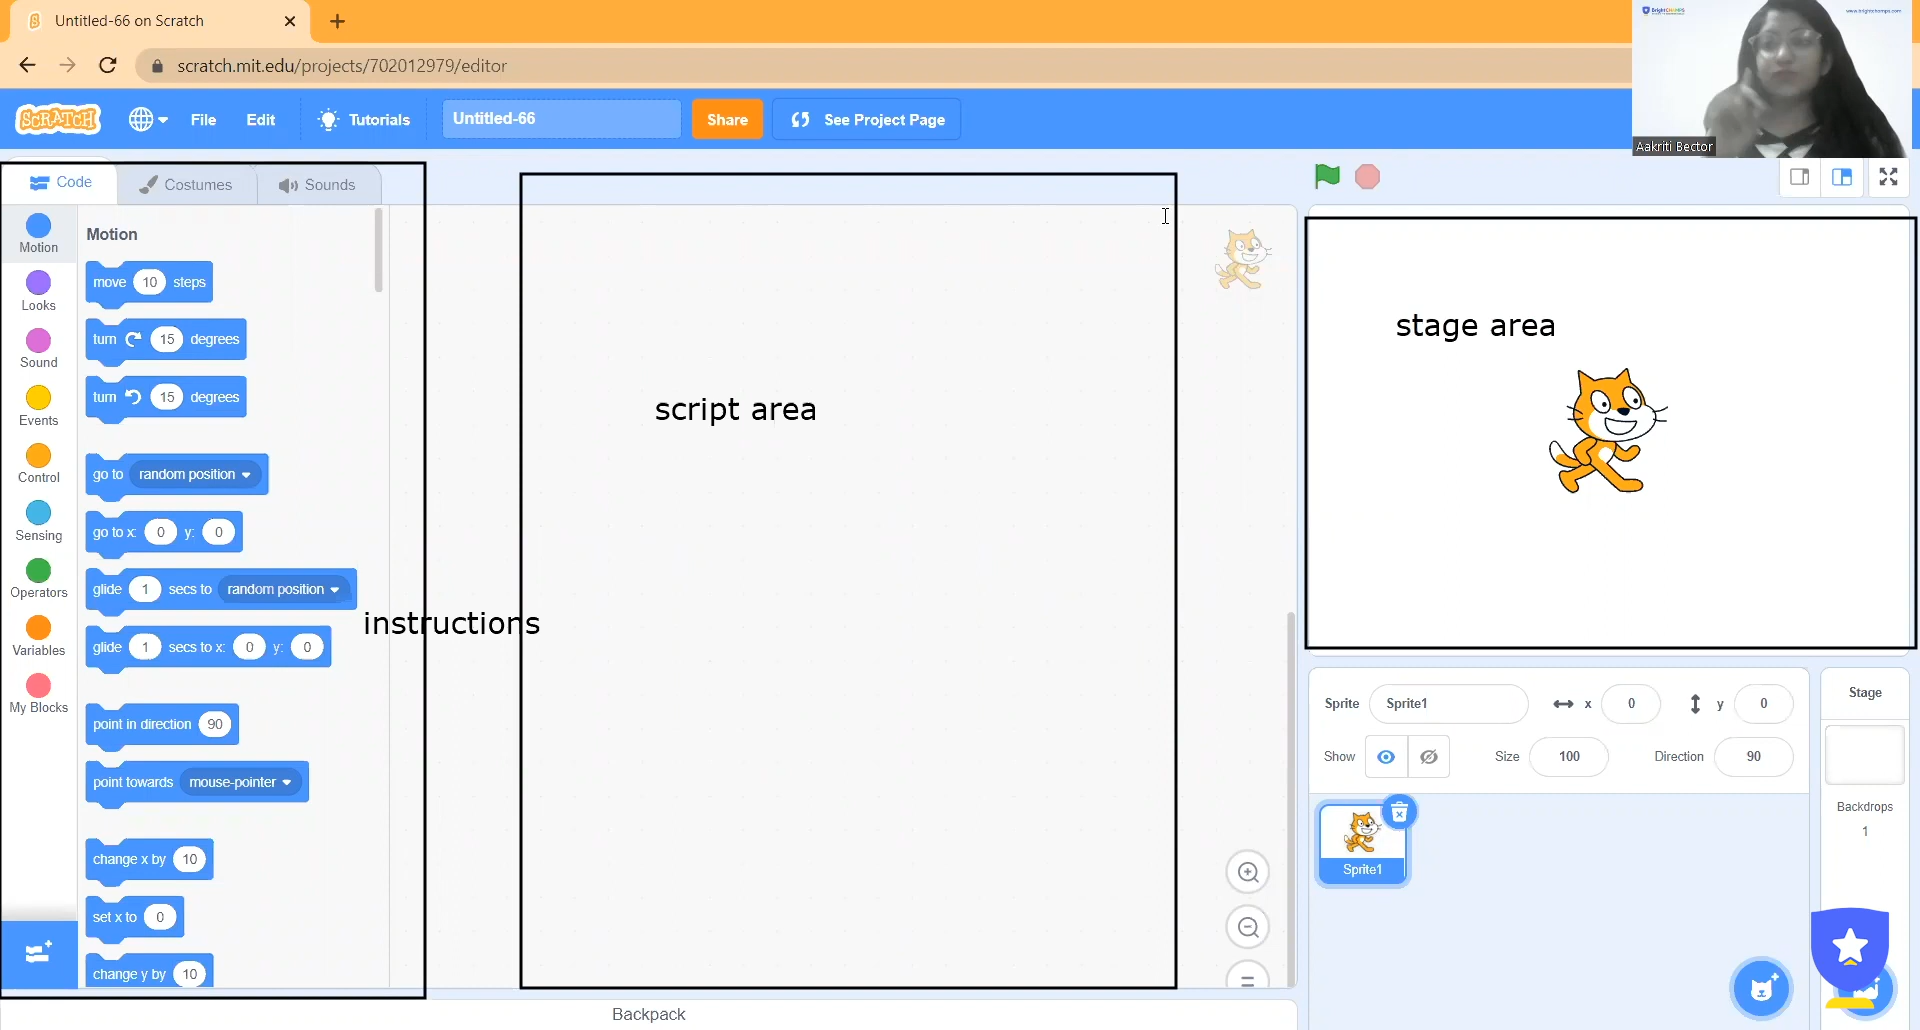 Untitled-66 on Scratch
scratch.mit.edu/projects/702012979/editor
BrightCHAMPS
www.brightchamps.com
Aakriti Bector
SCRATCH
File
Edit
Tutorials
Untitled-66
Share
See Project Page
Code
Costumes
Sounds
Motion
Looks
Sound
Events
Control
Sensing
Operators
Variables
My Blocks
Motion
move 10 steps
turn 15 degrees
turn 15 degrees
go to random position
go to x: 0 y: 0
glide 1 secs to random position
glide 1 secs to x: 0 y: 0
point in direction 90
point towards mouse-pointer
change x by 10
set x to 0
change y by 10
instructions
script area
stage area
Sprite Sprite1 x 0 y 0
Show Size 100 Direction 90
Sprite1
Stage
Backdrops
1
Backpack